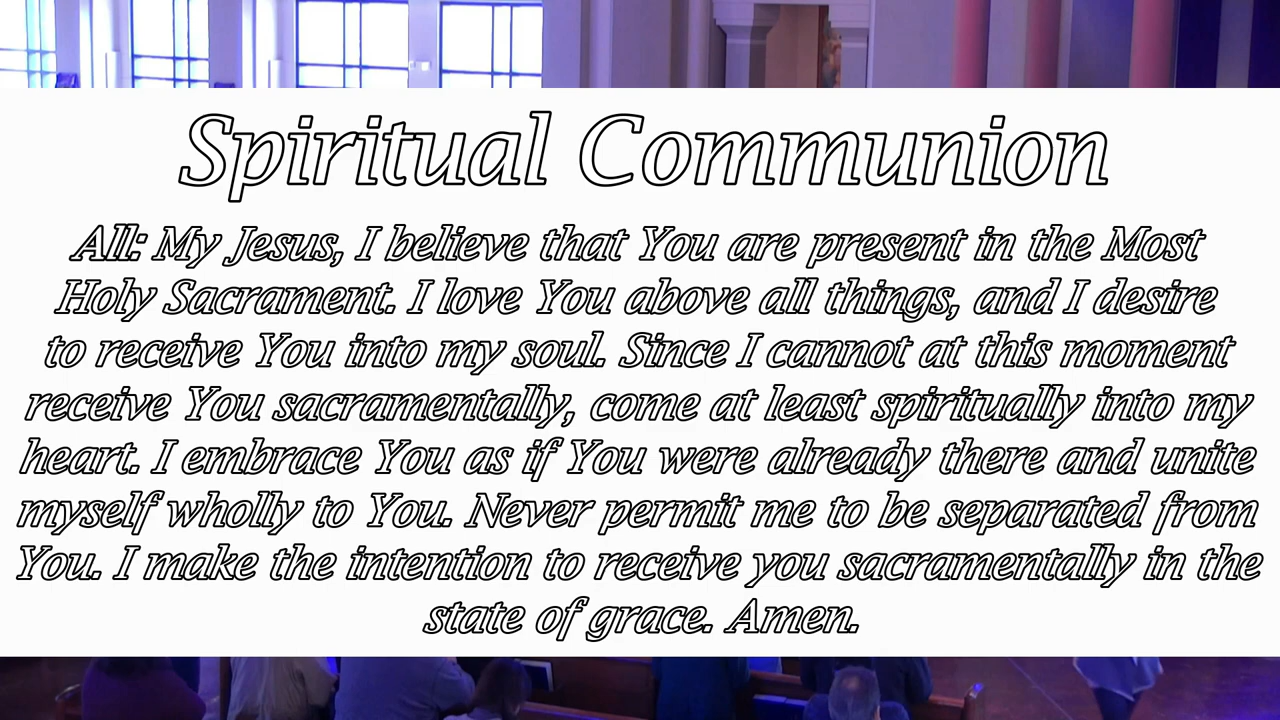 Spiritual Communion
All: My Jesus, I believe that You are present in the Most
Holy Sacrament. I love You above all things, and I desire
to receive You into my soul. Since I cannot at this moment
receive You sacramentally, come at least spiritually into my
heart. I embrace You as if You were already there and unite
myself wholly to You. Never permit me to be separated from
You. I make the intention to receive you sacramentally in the
state of grace. Amen.